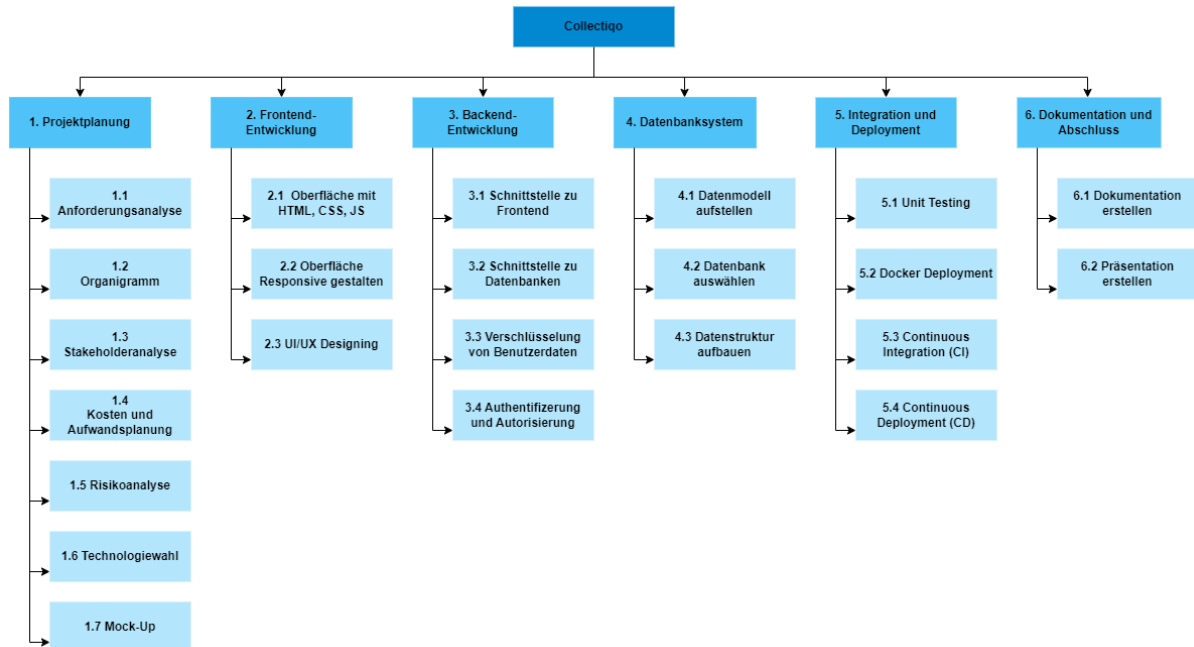 Collectiqo
1. Projektplanung
1.1
Anforderungsanalyse
1.2
Organigramm
1.3
Stakeholderanalyse
1.4
Kosten und
Aufwandsplanung
1.5 Risikoanalyse
1.6 Technologiewahl
1.7 Mock-Up
2. Frontend-
Entwicklung
2.1 Oberfläche mit
HTML, CSS, JS
2.2 Oberfläche
Responsive gestalten
2.3 UI/UX Designing
3. Backend-
Entwicklung
3.1 Schnittstelle zu
Frontend
3.2 Schnittstelle zu
Datenbanken
3.3 Verschlüsselung
von Benutzerdaten
3.4 Authentifizerung
und Autorisierung
4. Datenbanksystem
4.1 Datenmodell
aufstellen
4.2 Datenbank
auswählen
4.3 Datenstruktur
aufbauen
5. Integration und
Deployment
5.1 Unit Testing
5.2 Docker Deployment
5.3 Continuous
Integration (CI)
5.4 Continuous
Deployment (CD)
6. Dokumentation und
Abschluss
6.1 Dokumentation
erstellen
6.2 Präsentation
erstellen